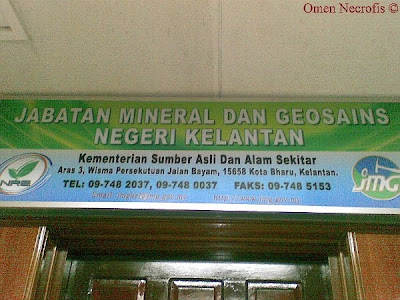 Omen Necrofis ©
JABATAN MINERAL DAN GEOSAINS
NEGERI KELANTAN
Kementerian Sumber Asli Dan Alam Sekitar
Aras 3, Wisma Persekutuan Jalan Bayam, 15658 Kota Bharu, Kelantan.
TEL: 09-748 2037, 09-748 0037 FAKS: 09-748 5153
NRE
JMG